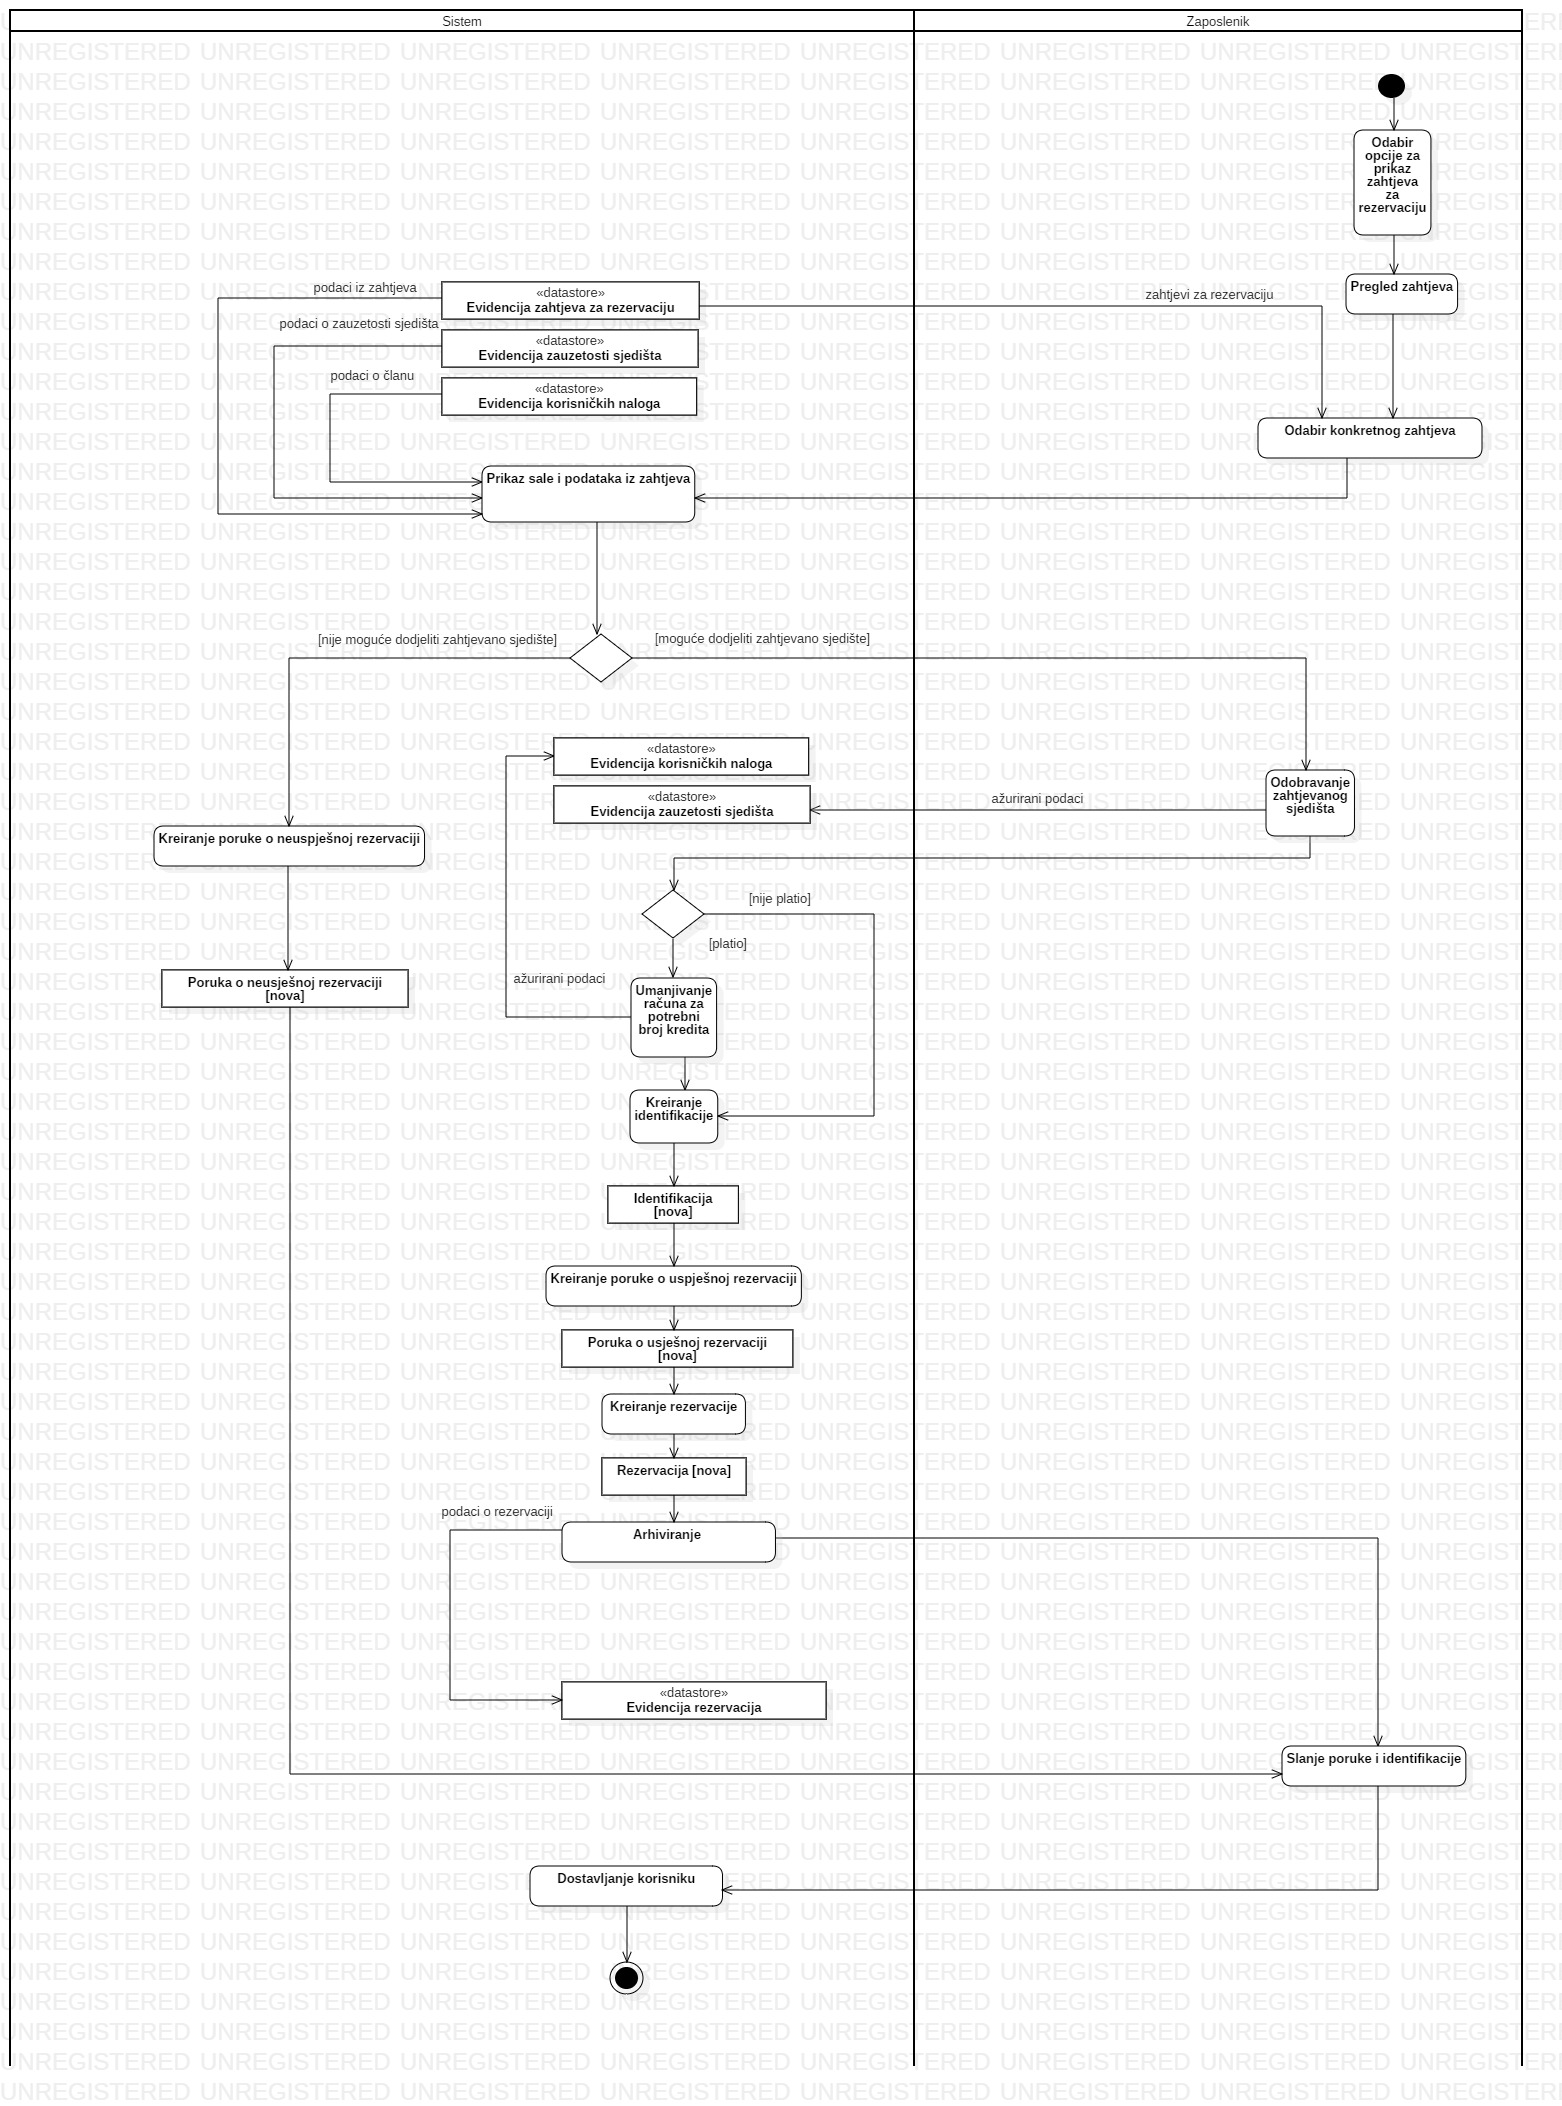 Sistem
Zaposlenik
Odabir
opcije za
prikaz
zahtjeva
za
rezervaciju
Pregled zahtjeva
podaci iz zahtjeva
«datastore»
Evidencija zahtjeva za rezervaciju
zahtjevi za rezervaciju
podaci o zauzetosti sjedišta
«datastore»
Evidencija zauzetosti sjedišta
podaci o članu
«datastore»
Evidencija korisničkih naloga
Odabir konkretnog zahtjeva
Prikaz sale i podataka iz zahtjeva
[nije moguće dodjeliti zahtjevano sjedište]
[moguće dodjeliti zahtjevano sjedište]
«datastore»
Evidencija korisničkih naloga
«datastore»
Evidencija zauzetosti sjedišta
ažurirani podaci
Odobravanje
zahtjevanog
sjedišta
Kreiranje poruke o neuspješnoj rezervaciji
[nije platio]
[platio]
Poruka o neusješnoj rezervaciji
[nova]
ažurirani podaci
Umanjivanje
računa za
potrebni
broj kredita
Kreiranje
identifikacije
Identifikacija
[nova]
Kreiranje poruke o uspješnoj rezervaciji
Poruka o usješnoj rezervaciji
[nova]
Kreiranje rezervacije
Rezervacija [nova]
podaci o rezervaciji
Arhiviranje
«datastore»
Evidencija rezervacija
Slanje poruke i identifikacije
Dostavljanje korisniku
UNREGISTERED